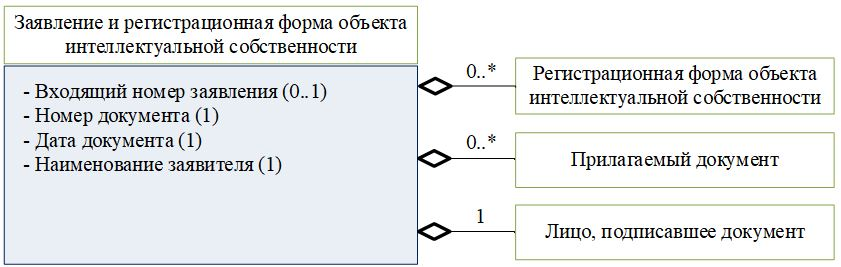 Заявление и регистрационная форма объекта
интеллектуальной собственности
- Входящий номер заявления (0..1)
- Номер документа (1)
- Дата документа (1)
- Наименование заявителя (1)
0..*
Регистрационная форма объекта
интеллектуальной собственности
0..*
Прилагаемый документ
1
Лицо, подписавшее документ